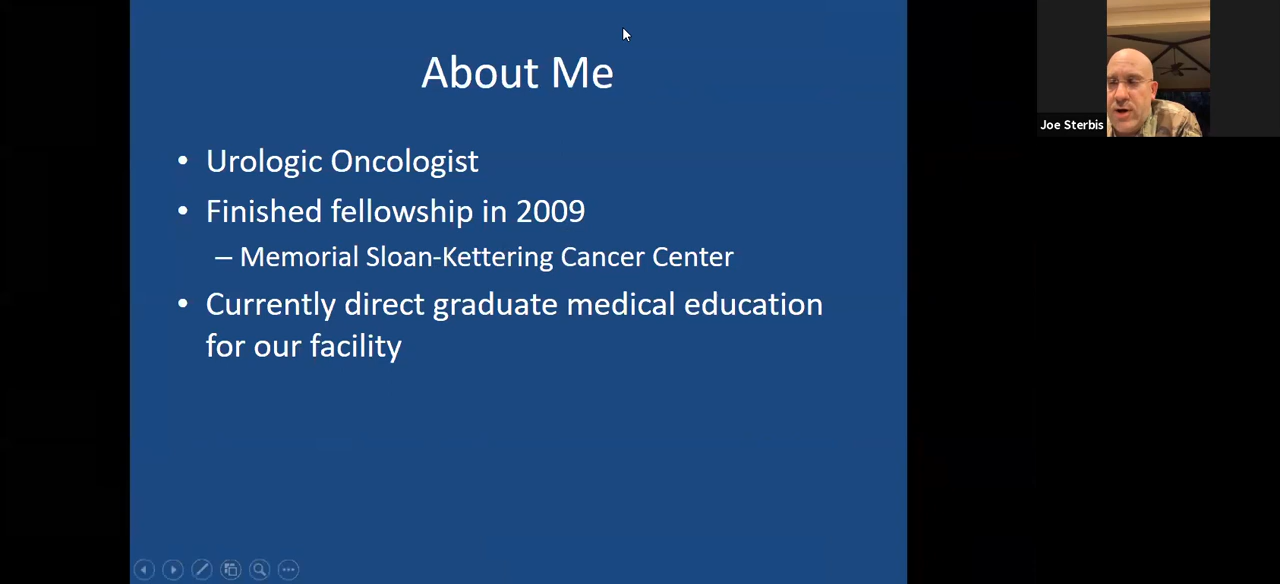 About Me
• Urologic Oncologist
• Finished fellowship in 2009
– Memorial Sloan-Kettering Cancer Center
• Currently direct graduate medical education
for our facility
Joe Sterbis